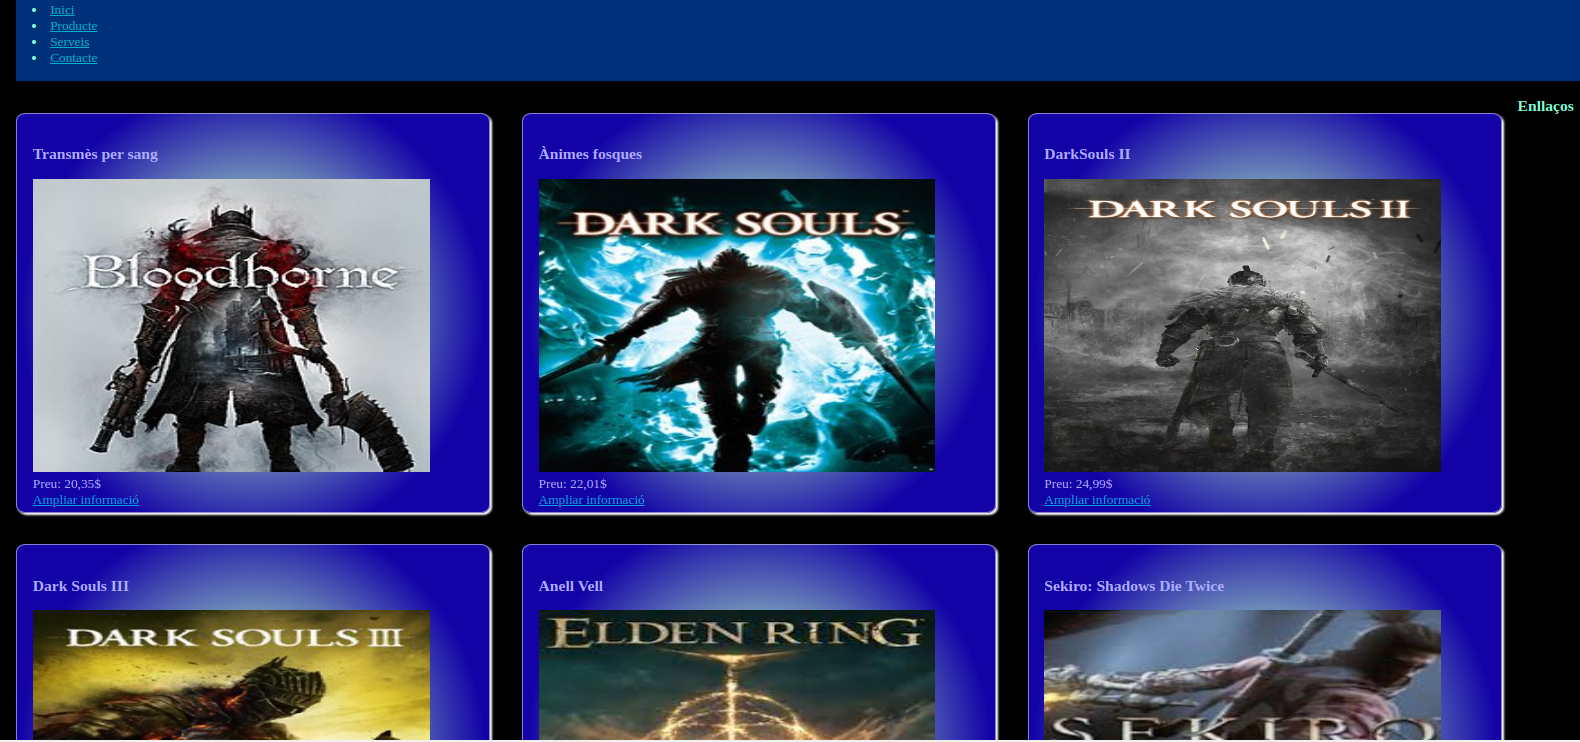 Inici
Producte
Serveis
Contacte
Enllaços
Transmès per sang
Bloodborne
Preu: 20,35$
Ampliar informació
Ànimes fosques
DARK SOULS
Preu: 22,01$
Ampliar informació
DarkSouls II
DARK SOULS II
Preu: 24,99$
Ampliar informació
Dark Souls III
DARK SOULS III
Anell Vell
ELDEN RING
Sekiro: Shadows Die Twice
SEKIRO